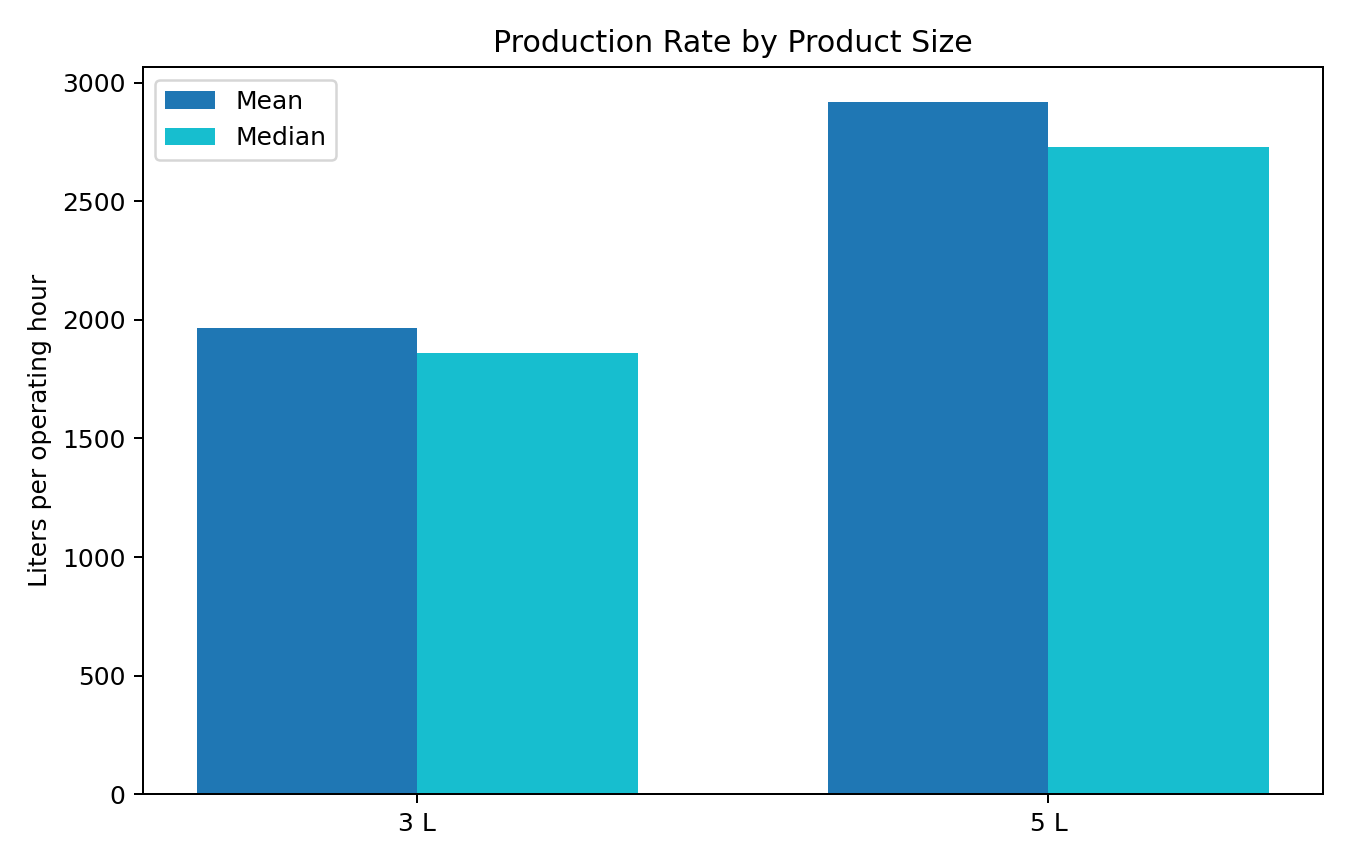 Production Rate by Product Size
Mean
Median
Liters per operating hour
3000
2500
2000
1500
1000
500
0
3 L
5 L